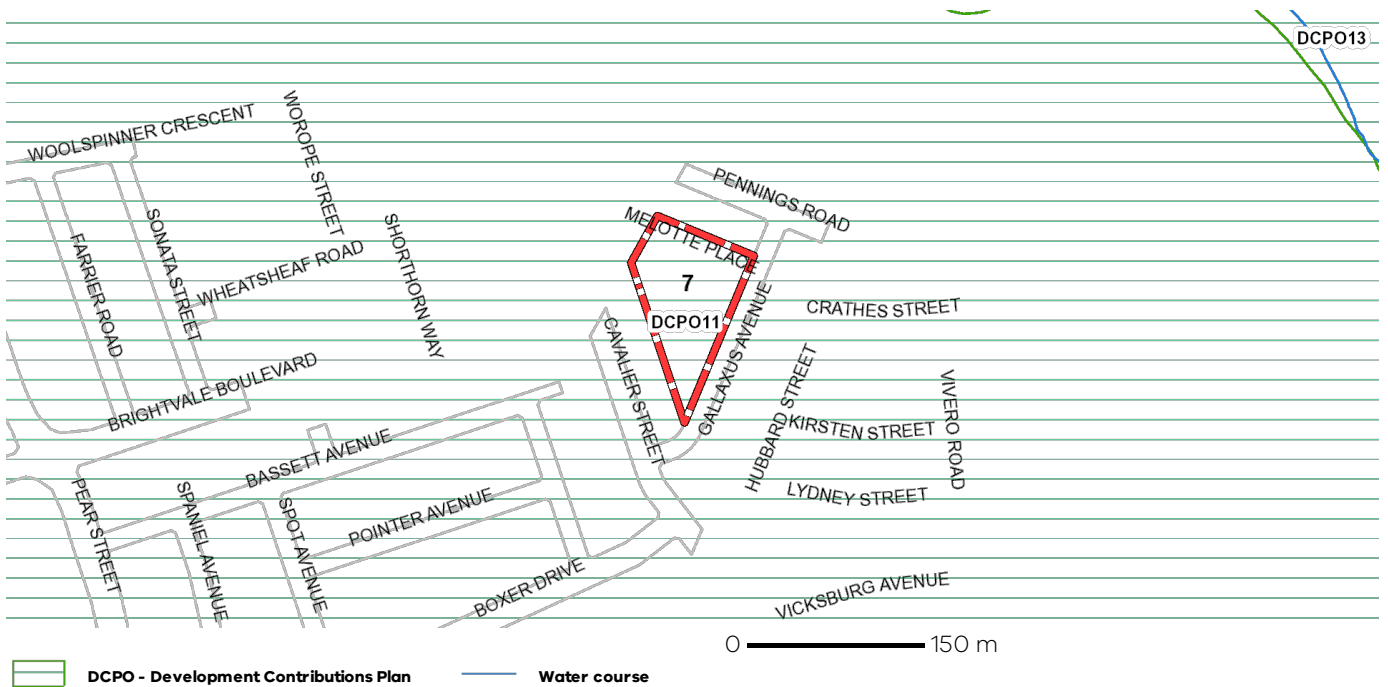 DCPO13
WOOLSPINNER CRESCENT
WOROPE STREET
PENNINGS ROAD
MELOTTE PLACE
SONATA STREET
SHORTHORN WAY
FARRIER ROAD
WHEATSHEAF ROAD
7
DCPO11
CRATHES STREET
CAVALIER STREET
GALLAXUS AVENUE
HUBBARD STREET
VIVERO ROAD
BRIGHTVALE BOULEVARD
KIRSTEN STREET
BASSETT AVENUE
LYDNEY STREET
PEAR STREET
SPANIEL AVENUE
SPOT AVENUE
POINTER AVENUE
BOXER DRIVE
VICKSBURG AVENUE
0 150 m
DCPO - Development Contributions Plan
Water course